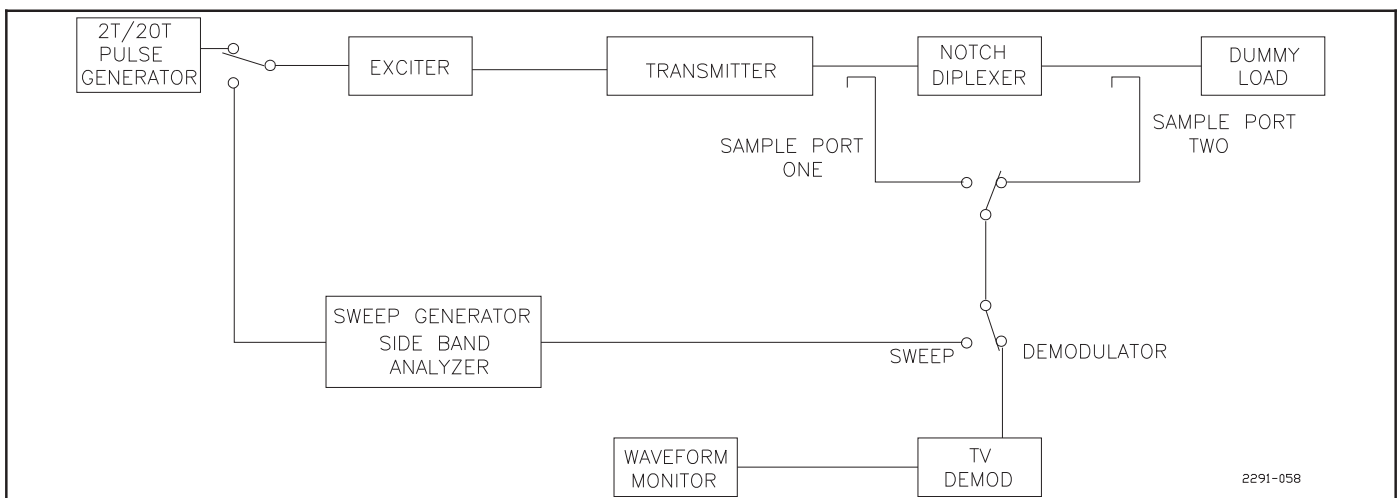 2T/20T
PULSE
GENERATOR
EXCITER
TRANSMITTER
NOTCH
DIPLEXER
DUMMY
LOAD
SAMPLE PORT
ONE
SAMPLE PORT
TWO
SWEEP GENERATOR
SIDE BAND
ANALYZER
SWEEP
DEMODULATOR
WAVEFORM
MONITOR
TV
DEMOD
2291-058